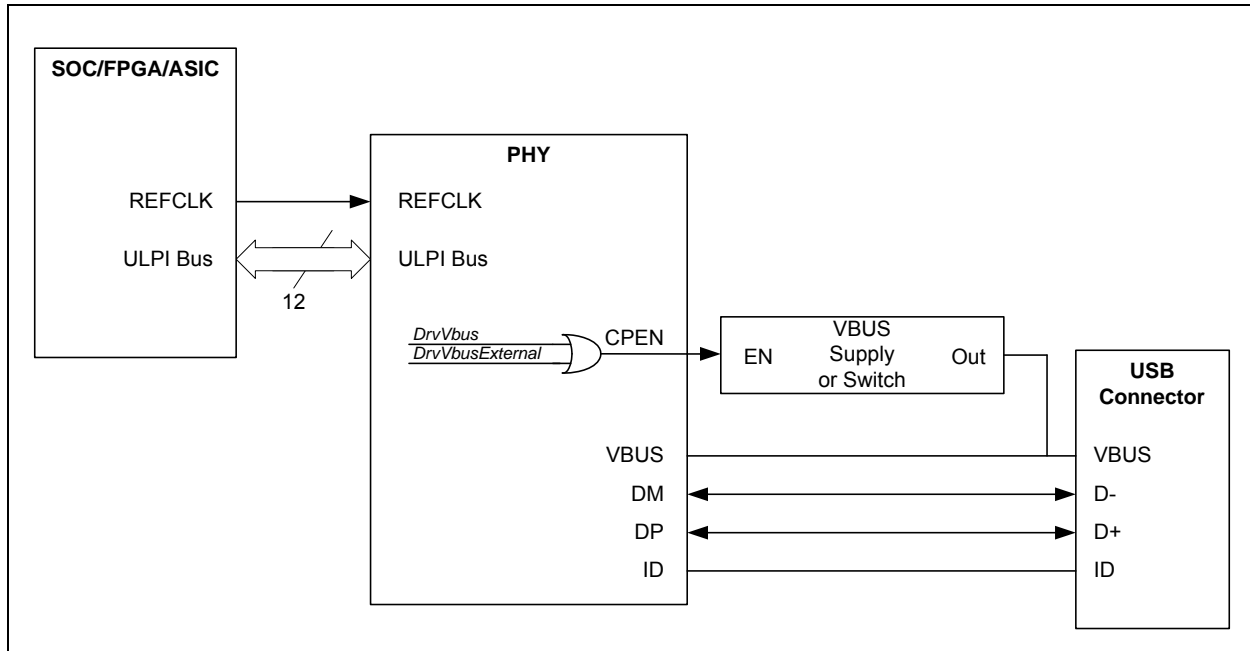 SOC/FPGA/ASIC
REFCLK
ULPI Bus
12
PHY
REFCLK
ULPI Bus
DrvVbus
DrvVbusExternal
CPEN
VBUS
DM
DP
ID
EN
VBUS
Supply
or Switch
Out
USB
Connector
VBUS
D-
D+
ID